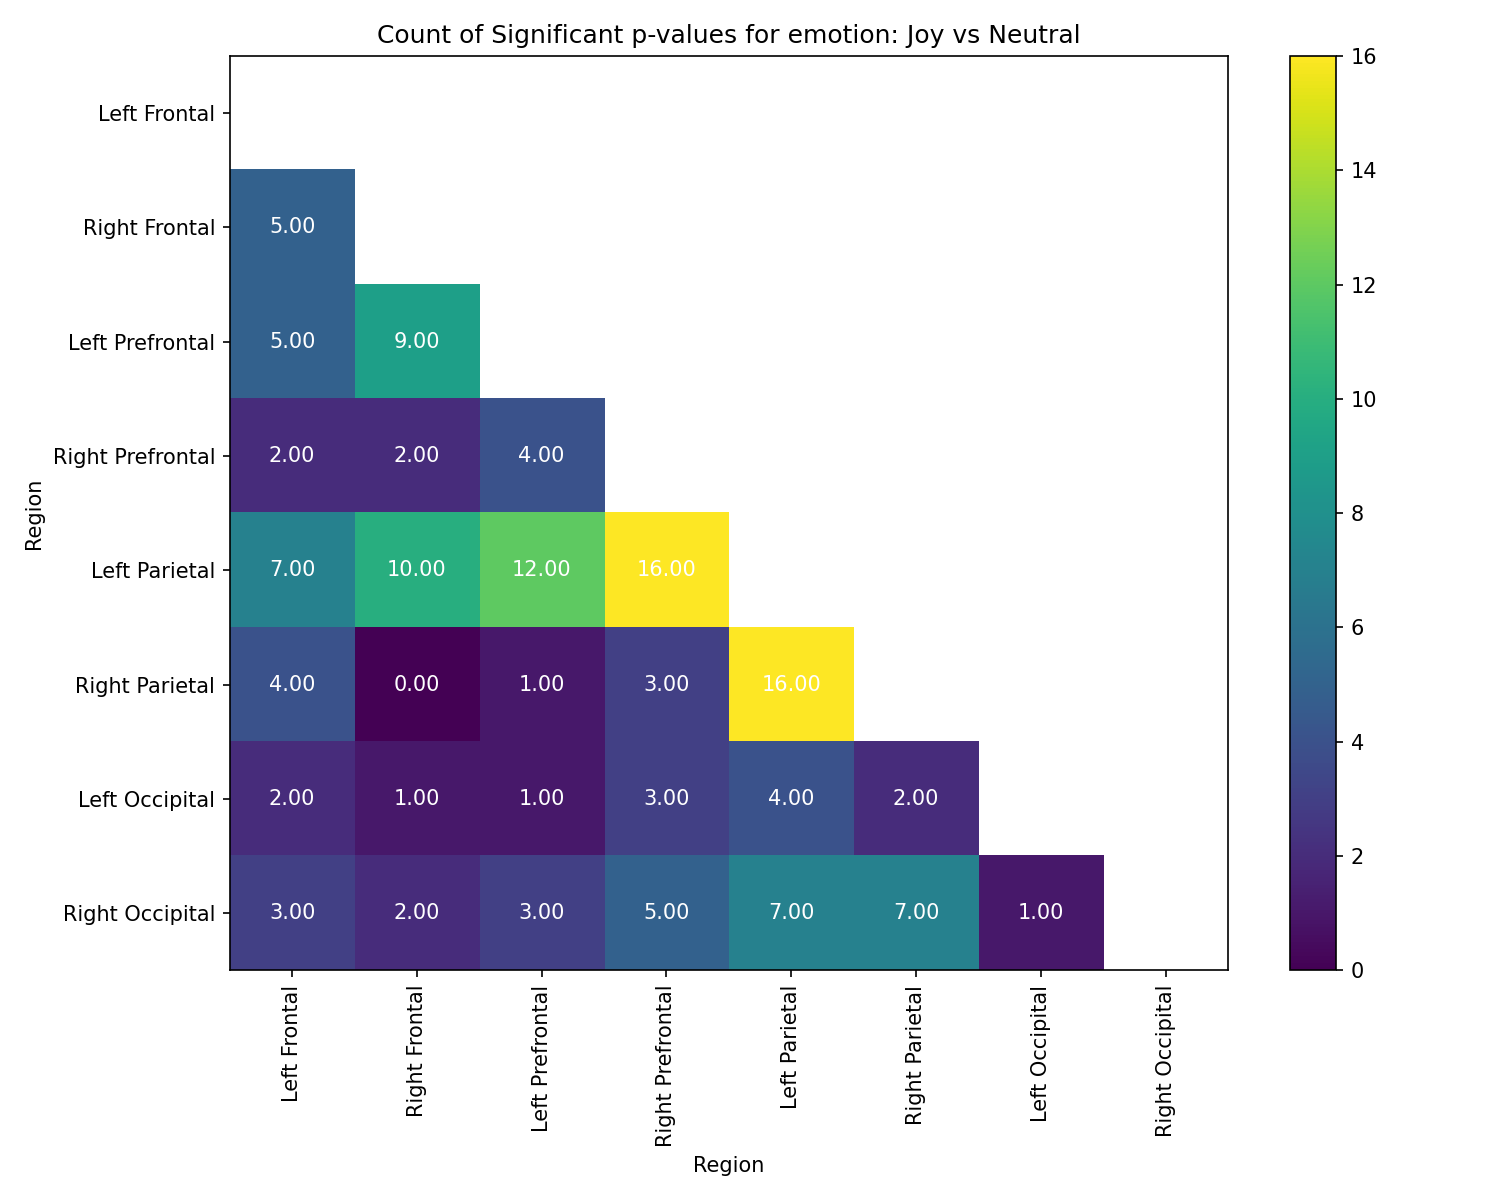 Count of Significant p-values for emotion: Joy vs Neutral
Region
Left Frontal
Right Frontal
5.00
Left Prefrontal
5.00 9.00
Right Prefrontal
2.00 2.00 4.00
Left Parietal
7.00 10.00 12.00 16.00
Right Parietal
4.00 0.00 1.00 3.00 16.00
Left Occipital
2.00 1.00 1.00 3.00 4.00 2.00
Right Occipital
3.00 2.00 3.00 5.00 7.00 7.00 1.00
Left Frontal
Right Frontal
Left Prefrontal
Right Prefrontal
Left Parietal
Right Parietal
Left Occipital
Right Occipital
Region
16
14
12
10
8
6
4
2
0